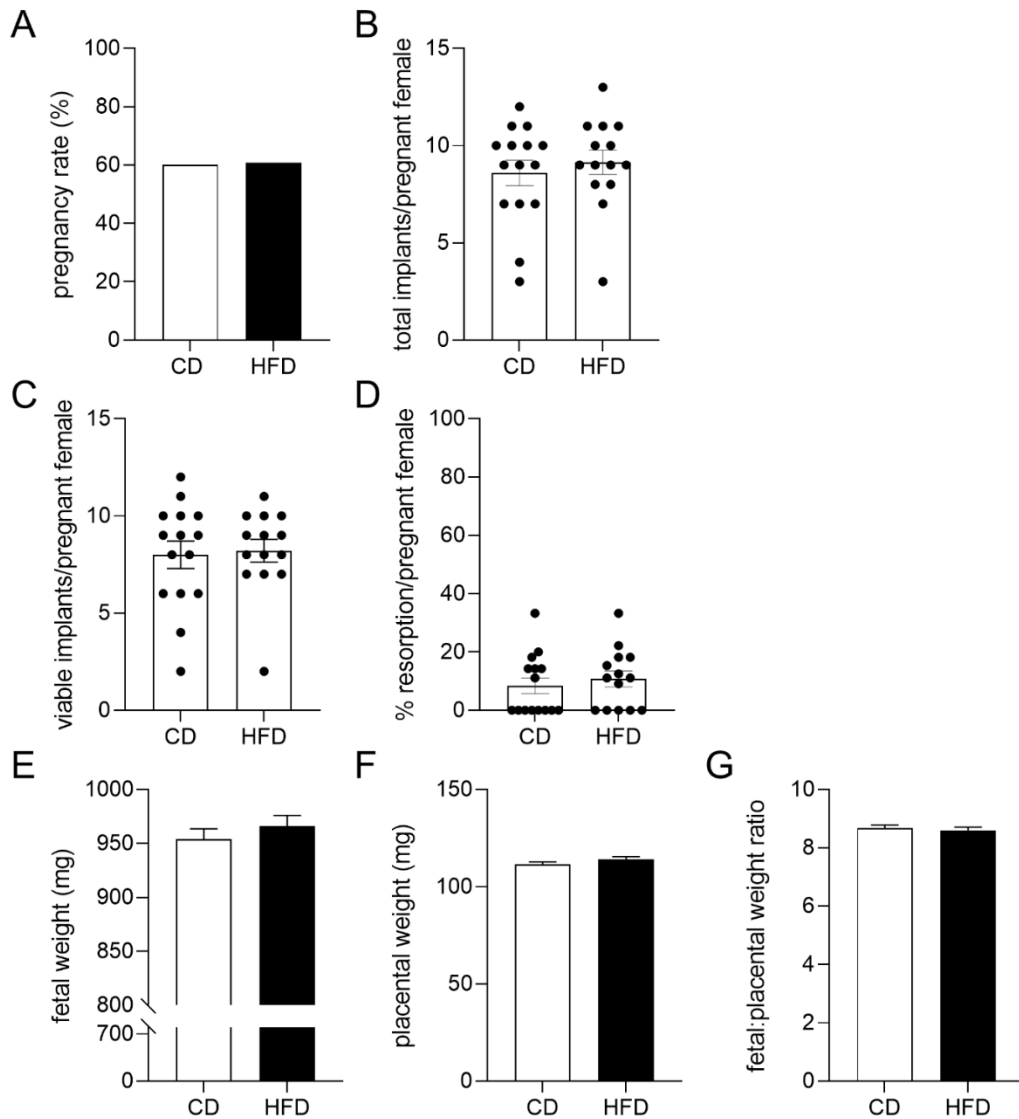 A
pregnancy rate (%)
100
80
60
40
20
0
CD HFD
B
total implants/pregnant female
15
10
5
0
CD HFD
C
viable implants/pregnant female
15
10
5
0
CD HFD
D
% resorption/pregnant female
100
80
60
40
20
0
CD HFD
E
fetal weight (mg)
1000
950
900
850
800
700
0
CD HFD
F
placental weight (mg)
150
100
50
0
CD HFD
G
fetal:placental weight ratio
10
8
6
4
2
0
CD HFD